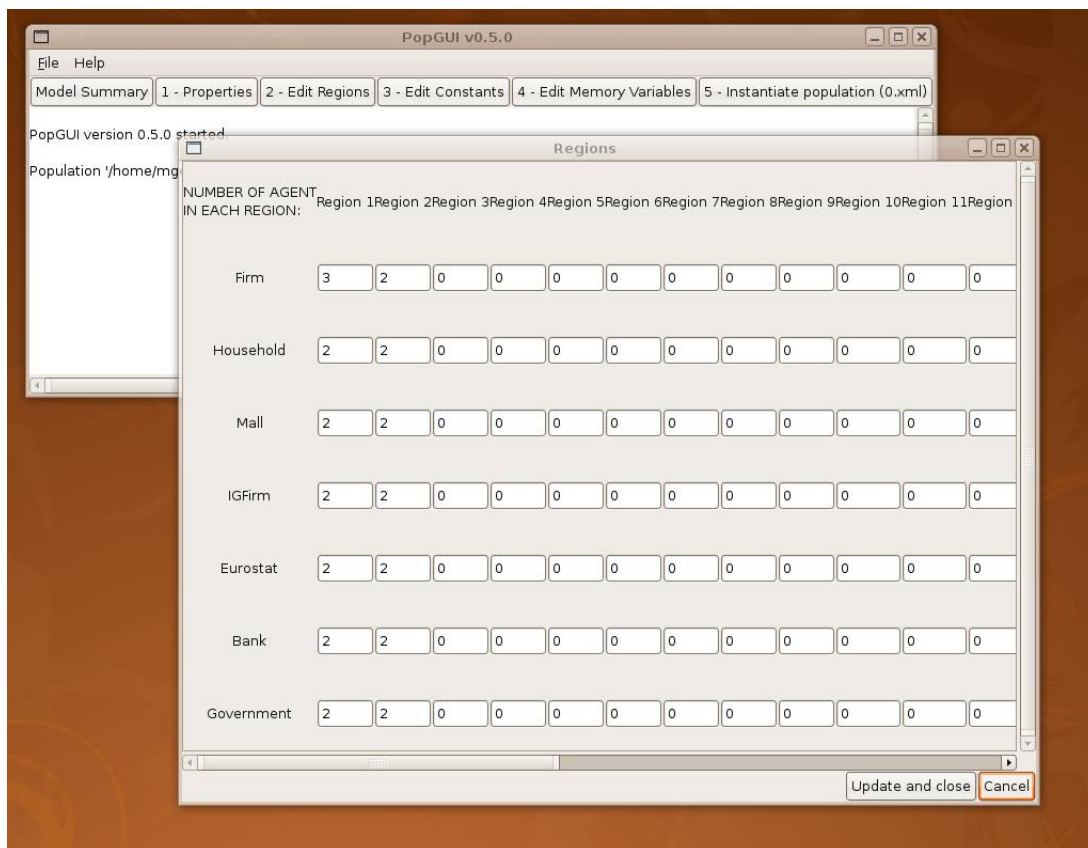 PopGUI v0.5.0
File Help
Model Summary 1 - Properties 2 - Edit Regions 3 - Edit Constants 4 - Edit Memory Variables 5 - Instantiate population (0.xml)
PopGUI version 0.5.0 started.
Population '/home/mg
Regions
NUMBER OF AGENT
IN EACH REGION:
Region 1Region 2Region 3Region 4Region 5Region 6Region 7Region 8Region 9Region 10Region 11Region
Firm 3 2 0 0 0 0 0 0 0 0 0
Household 2 2 0 0 0 0 0 0 0 0 0
Mall 2 2 0 0 0 0 0 0 0 0 0
IGFirm 2 2 0 0 0 0 0 0 0 0 0
Eurostat 2 2 0 0 0 0 0 0 0 0 0
Bank 2 2 0 0 0 0 0 0 0 0 0
Government 2 2 0 0 0 0 0 0 0 0 0
Update and close Cancel